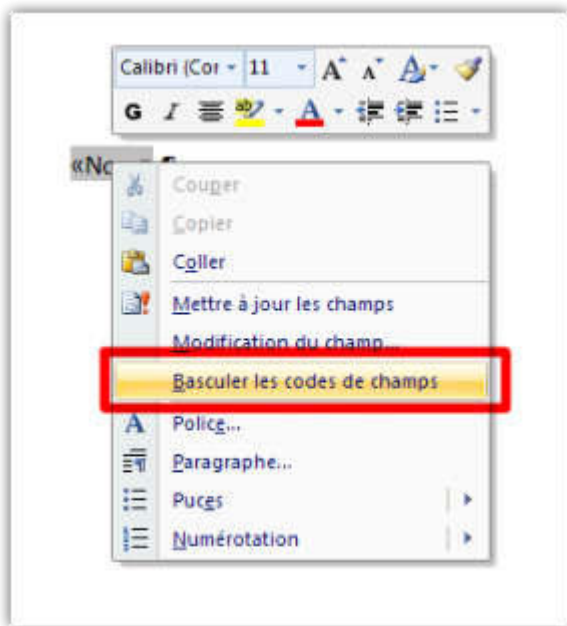 Calibri (Cor 11 A A A
G I ab A
«No
Couper
Copier
Coller
Mettre à jour les champs
Modification du champ...
Basculer les codes de champs
A Police...
Paragraphe...
Puces
Numérotation